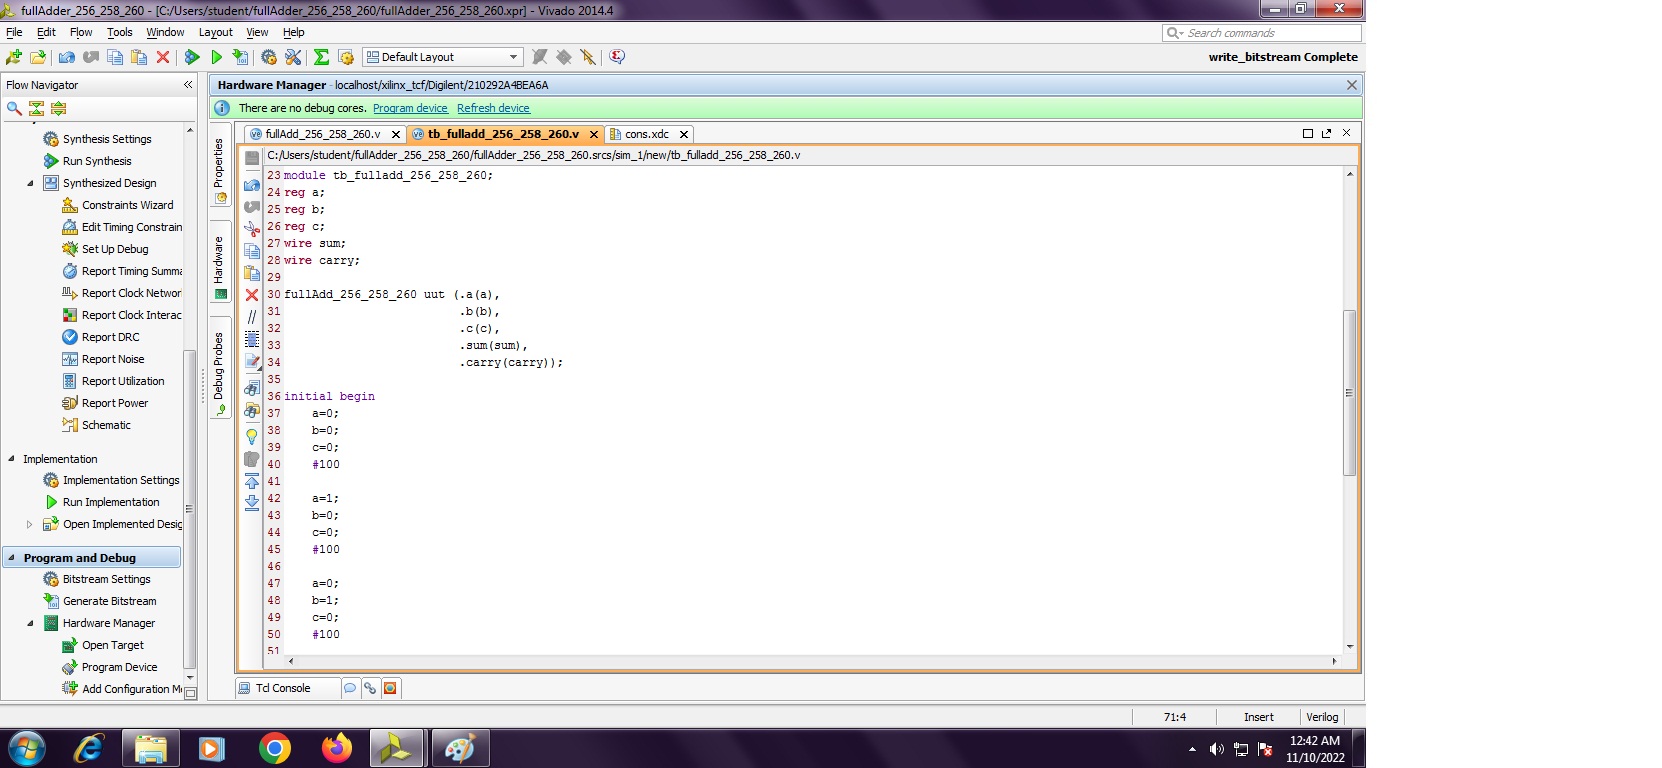 fullAdder_256_258_260 - [C:/Users/student/fullAdder_256_258_260/fullAdder_256_258_260.xpr] - Vivado 2014.4
File Edit Flow Tools Window Layout View Help
Search commands
Default Layout
write_bitstream Complete
Flow Navigator
Synthesis Settings
Run Synthesis
Synthesized Design
Constraints Wizard
Edit Timing Constrain
Set Up Debug
Report Timing Summa
Report Clock Networ
Report Clock Interac
Report DRC
Report Noise
Report Utilization
Report Power
Schematic
Implementation
Implementation Settings
Run Implementation
Open Implemented Desig
Program and Debug
Bitstream Settings
Generate Bitstream
Hardware Manager
Open Target
Program Device
Add Configuration M
Hardware Manager - localhost/xilinx_tcf/Digilent/210292A4BEA6A
There are no debug cores. Program device Refresh device
Properties
Hardware
Debug Probes
fullAdd_256_258_260.v
tb_fulladd_256_258_260.v
cons.xdc
C:/Users/student/fullAdder_256_258_260/fullAdder_256_258_260.srcs/sim_1/new/tb_fulladd_256_258_260.v
23 module tb_fulladd_256_258_260;
24 reg a;
25 reg b;
26 reg c;
27 wire sum;
28 wire carry;
29
30 fullAdd_256_258_260 uut (.a(a),
31 .b(b),
32 .c(c),
33 .sum(sum),
34 .carry(carry));
35
36 initial begin
37 a=0;
38 b=0;
39 c=0;
40 #100
41
42 a=1;
43 b=0;
44 c=0;
45 #100
46
47 a=0;
48 b=1;
49 c=0;
50 #100
51
Tcl Console
71:4
Insert
Verilog
12:42 AM
11/10/2022